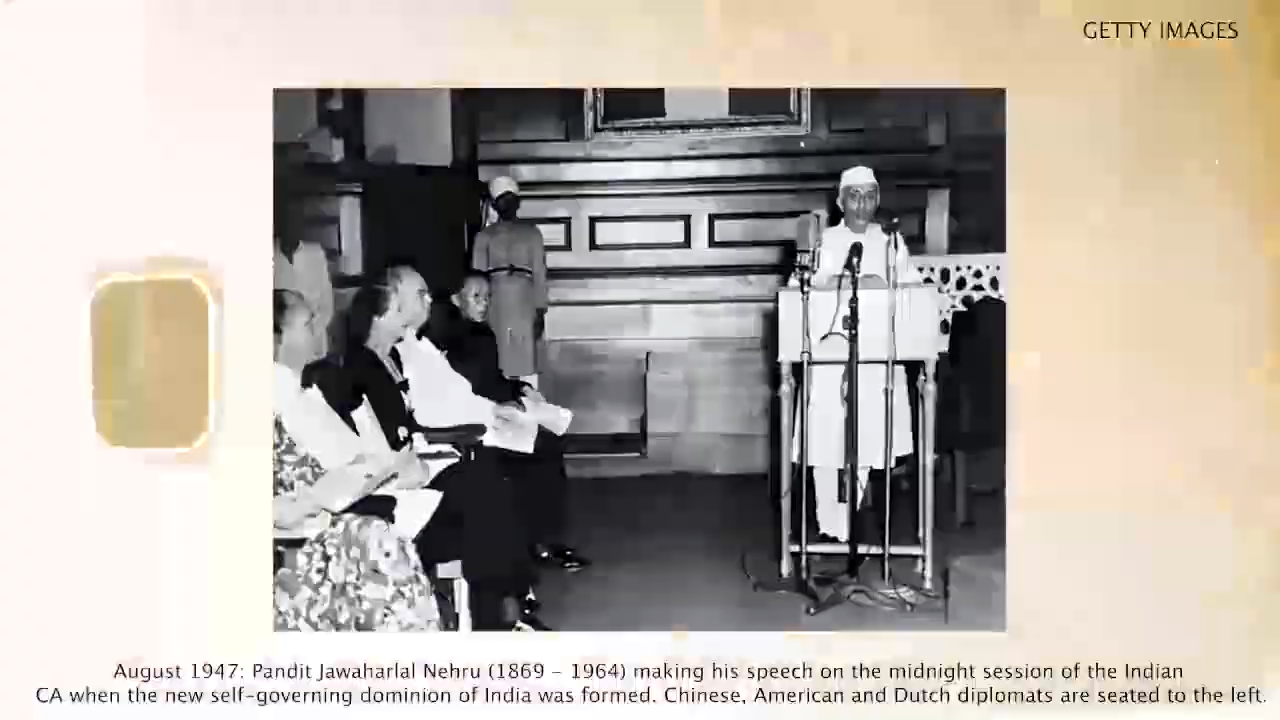 GETTY IMAGES
August 1947: Pandit Jawaharlal Nehru (1869 – 1964) making his speech on the midnight session of the Indian
CA when the new self-governing dominion of India was formed. Chinese, American and Dutch diplomats are seated to the left.